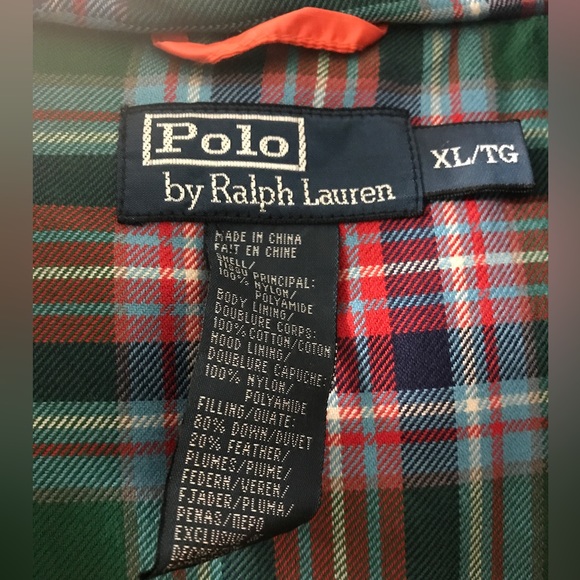 Polo
by Ralph Lauren
XL/TG
MADE IN CHINA
FAIT EN CHINE
SHELL/
TISSU PRINCIPAL:
100% NYLON/
POLYAMIDE
BODY LINING/
DOUBLURE CORPS:
100% COTTON/COTON
HOOD LINING/
DOUBLURE CAPUCHE:
100% NYLON/
POLYAMIDE
FILLING/OUATE:
80% DOWN/DUVET
20% FEATHER/
PLUMES/PIUME/
FEDERN/VEREN/
FJADER/PLUMA/
PENAS/ПЕРО